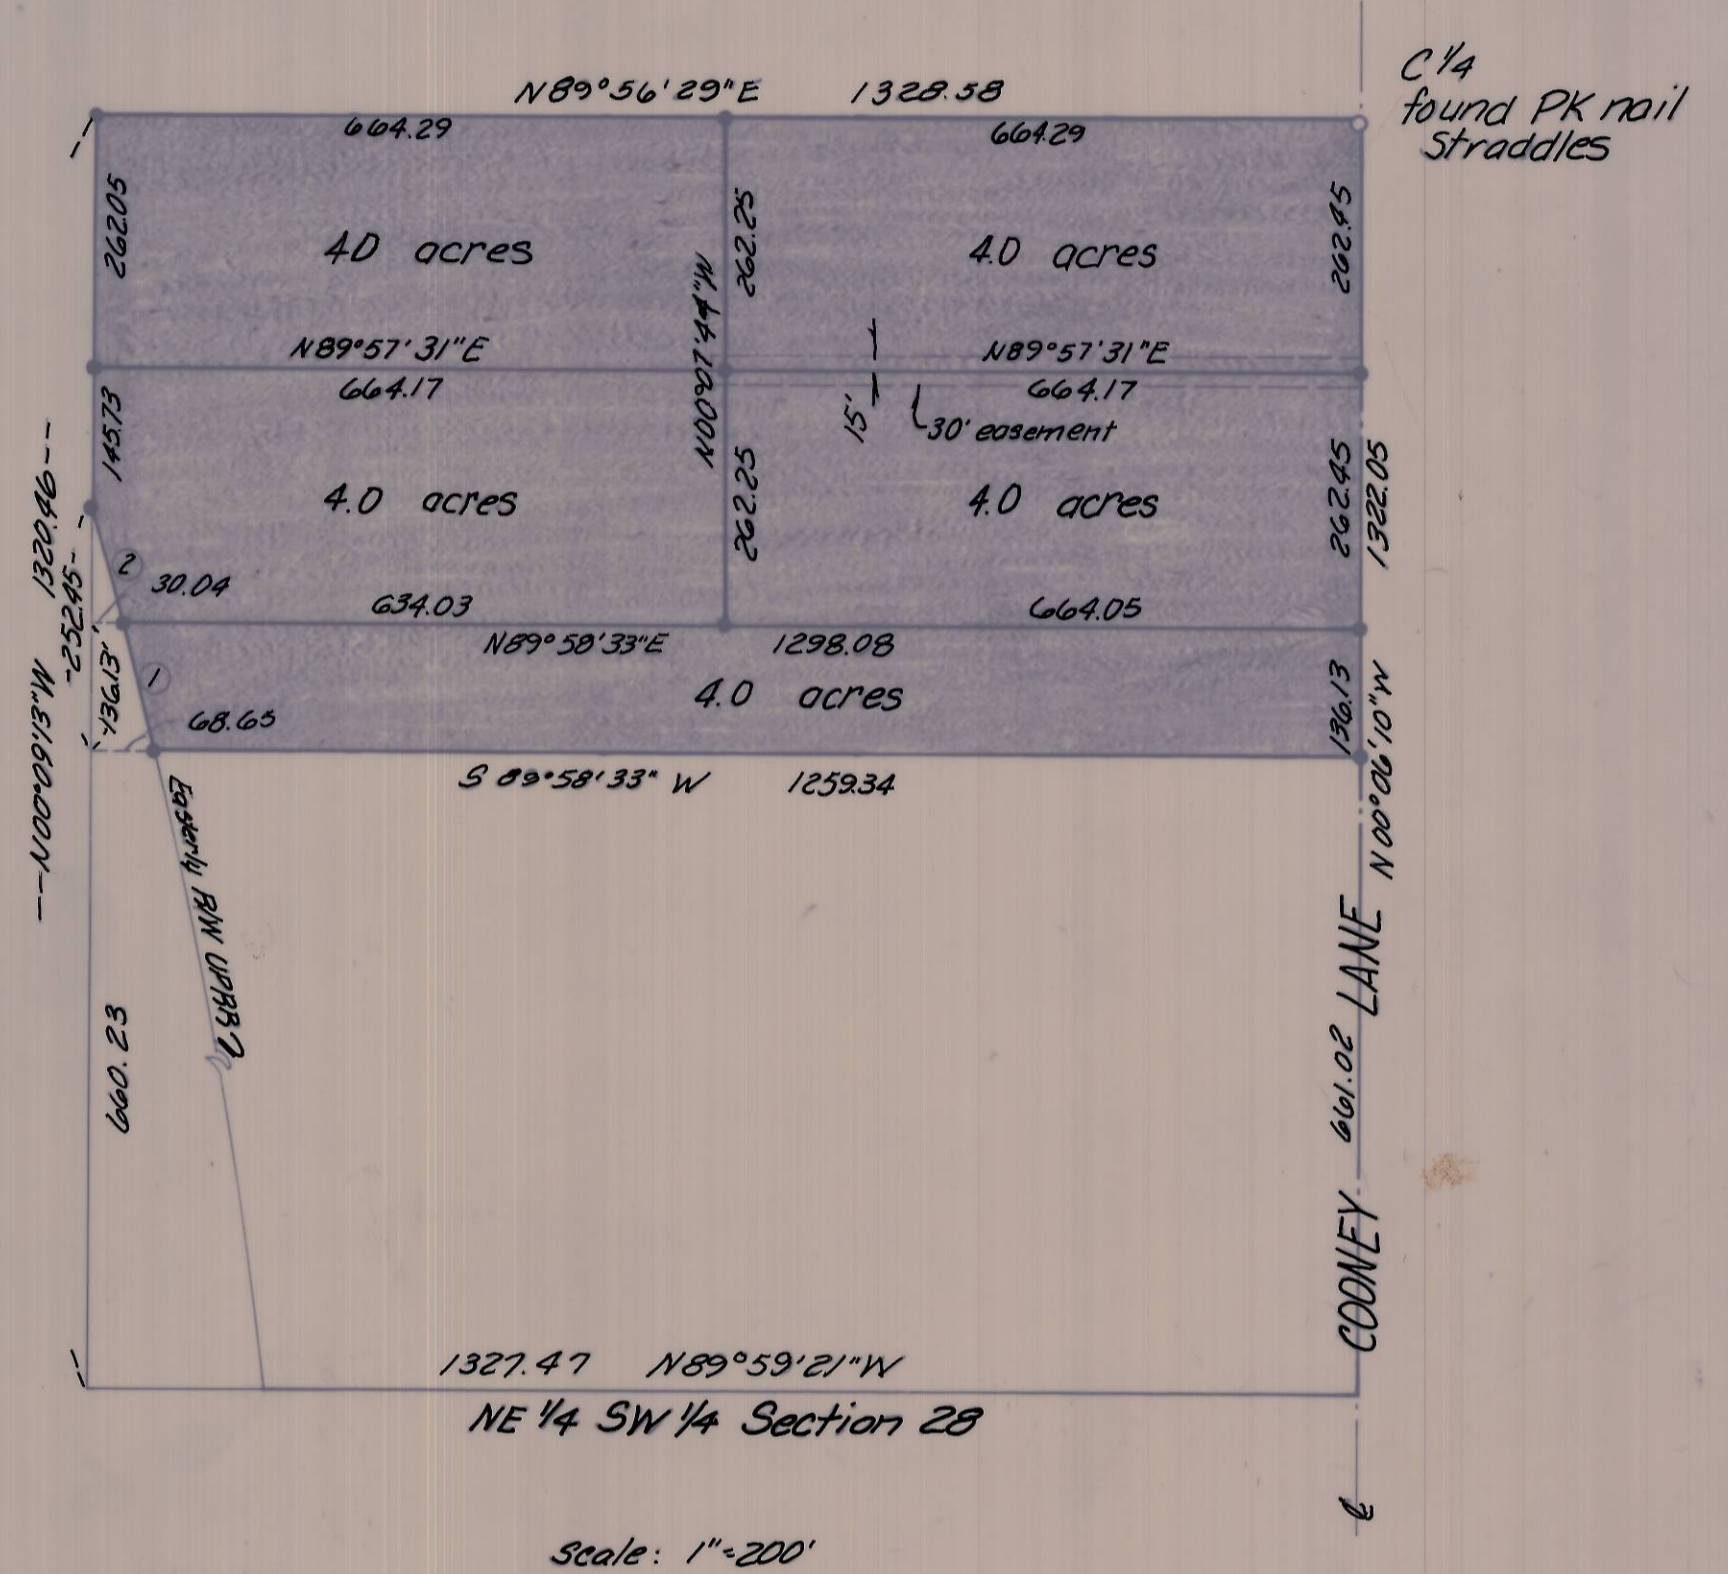 N89°56'29"E 1328.58
C 1/4
found PK nail
Straddles
664.29
664.29
262.05
262.25
262.45
4.0 acres
4.0 acres
N89°57'31"E
N89°57'31"E
664.17
664.17
N00°07'44"W
15'
30' easement
145.73
262.25
262.45
1322.05
4.0 acres
4.0 acres
1320.46
252.45
2
30.04
634.03
664.05
N89°58'33"E 1298.08
136.13'
1
68.65
4.0 acres
136.13
N00°06'10"W
N00°09'13"W
S 89°58'33" W 1259.34
Easterly R/W UPRR
660.23
COONEY LANE
661.02
1327.47 N89°59'21"W
NE 1/4 SW 1/4 Section 28
Scale: 1"=200'